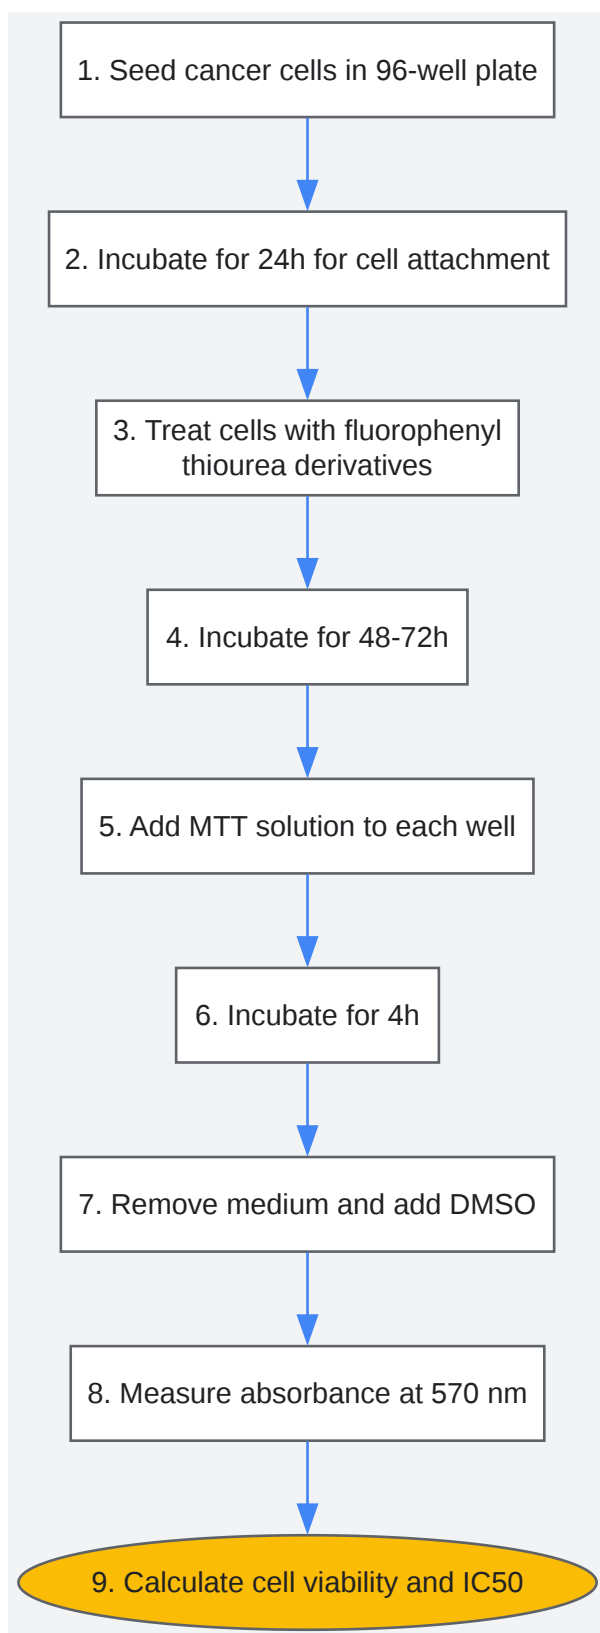 1. Seed cancer cells in 96-well plate
2. Incubate for 24h for cell attachment
3. Treat cells with fluorophenyl
thiourea derivatives
4. Incubate for 48-72h
5. Add MTT solution to each well
6. Incubate for 4h
7. Remove medium and add DMSO
8. Measure absorbance at 570 nm
9. Calculate cell viability and IC50